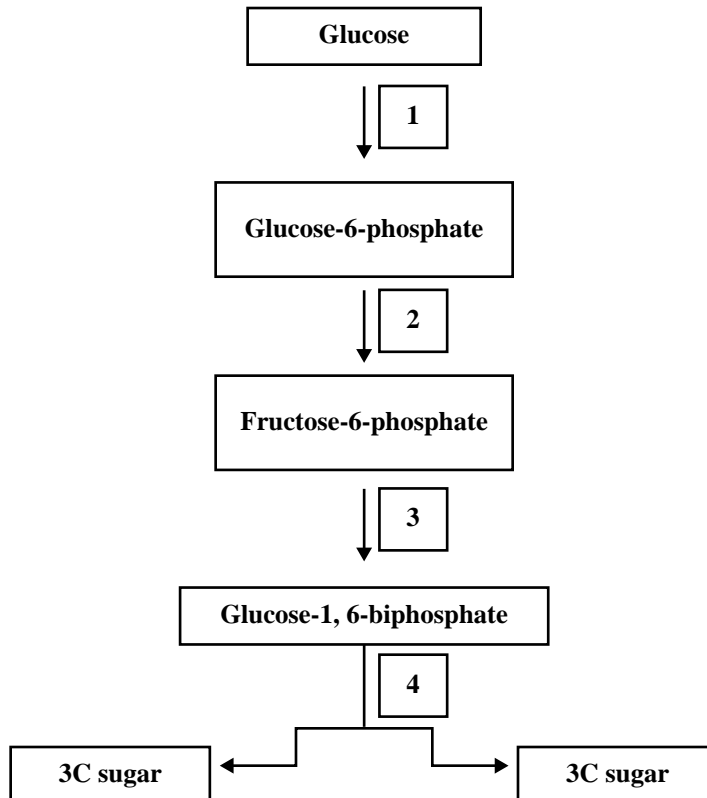 Glucose
1
Glucose-6-phosphate
2
Fructose-6-phosphate
3
Glucose-1, 6-biphosphate
4
3C sugar
3C sugar